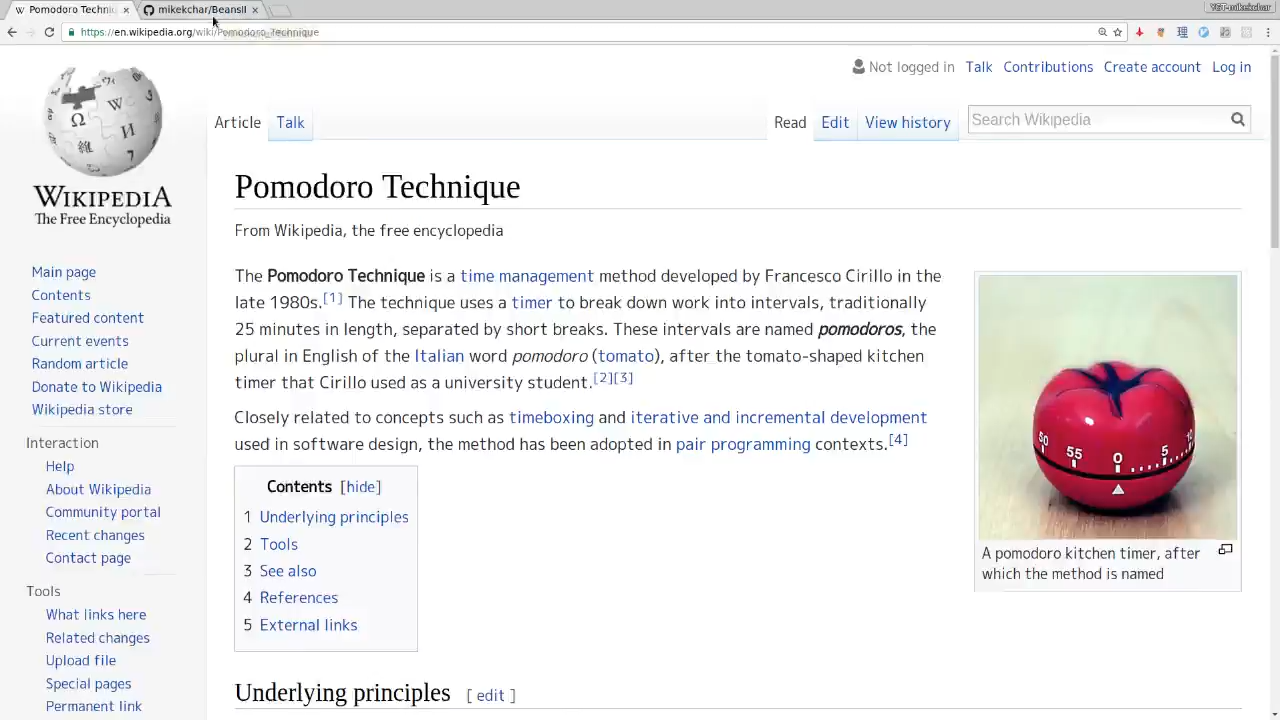 Pomodoro Techni
mikekchar/Beansll
YGT-mikekchar
https://en.wikipedia.org/wiki/Pomodoro_Technique
Not logged in Talk Contributions Create account Log in
Article Talk Read Edit View history Search Wikipedia
WIKIPEDIA
The Free Encyclopedia
Main page
Contents
Featured content
Current events
Random article
Donate to Wikipedia
Wikipedia store
Interaction
Help
About Wikipedia
Community portal
Recent changes
Contact page
Tools
What links here
Related changes
Upload file
Special pages
Permanent link
Pomodoro Technique
From Wikipedia, the free encyclopedia
The Pomodoro Technique is a time management method developed by Francesco Cirillo in the
late 1980s.[1] The technique uses a timer to break down work into intervals, traditionally
25 minutes in length, separated by short breaks. These intervals are named pomodoros, the
plural in English of the Italian word pomodoro (tomato), after the tomato-shaped kitchen
timer that Cirillo used as a university student.[2][3]
Closely related to concepts such as timeboxing and iterative and incremental development
used in software design, the method has been adopted in pair programming contexts.[4]
Contents [hide]
1 Underlying principles
2 Tools
3 See also
4 References
5 External links
Underlying principles [ edit ]
50 55 0 5 10
A pomodoro kitchen timer, after
which the method is named